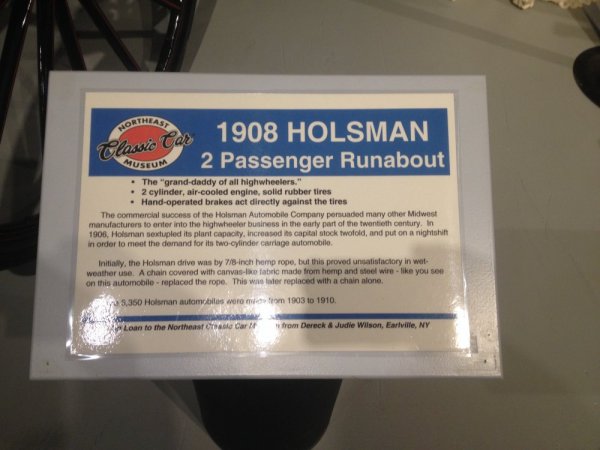 NORTHEAST
Classic Car
MUSEUM
1908 HOLSMAN
2 Passenger Runabout
• The "grand-daddy of all highwheelers."
• 2 cylinder, air-cooled engine, solid rubber tires
• Hand-operated brakes act directly against the tires
The commercial success of the Holsman Automobile Company persuaded many other Midwest
manufacturers to enter into the highwheeler business in the early part of the twentieth century. In
1906, Holsman sextupled its plant capacity, increased its capital stock twofold, and put on a nightshift
in order to meet the demand for its two-cylinder carriage automobile.
Initially, the Holsman drive was by 7/8-inch hemp rope, but this proved unsatisfactory in wet-
weather use. A chain covered with canvas-like fabric made from hemp and steel wire - like you see
on this automobile - replaced the rope. This was later replaced with a chain alone.
5,350 Holsman automobiles were made from 1903 to 1910.
on Loan to the Northeast Classic Car from Dereck & Judie Wilson, Earlville, NY